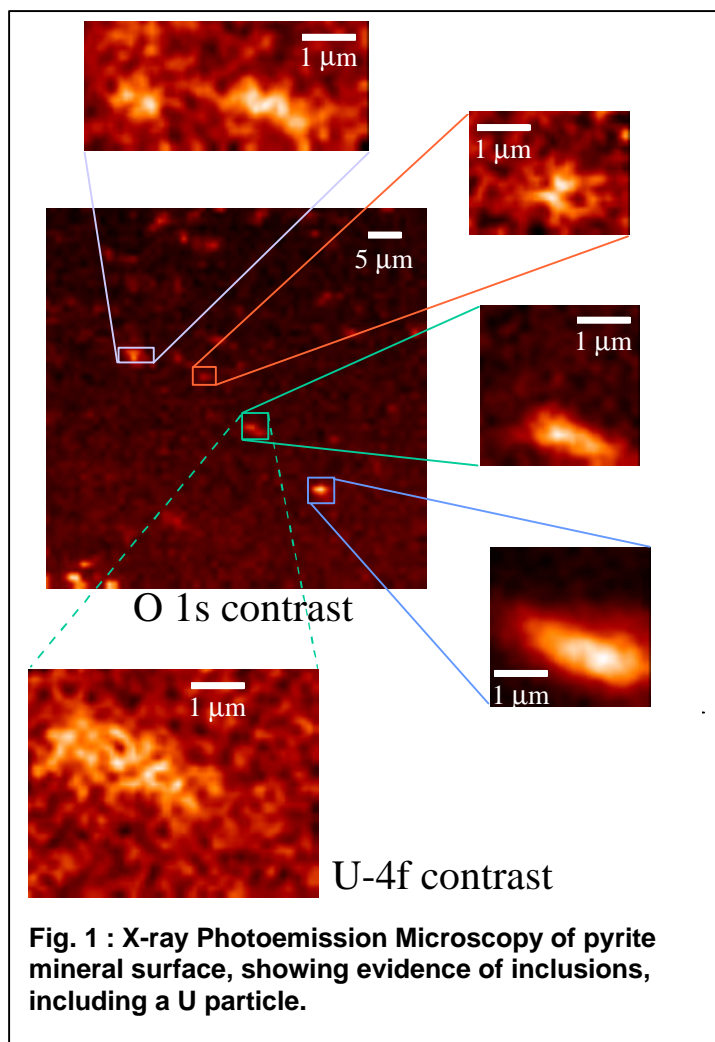 1 μm
1 μm
5 μm
1 μm
O 1s contrast
1 μm
1 μm
U-4f contrast
Fig. 1 : X-ray Photoemission Microscopy of pyrite
mineral surface, showing evidence of inclusions,
including a U particle.